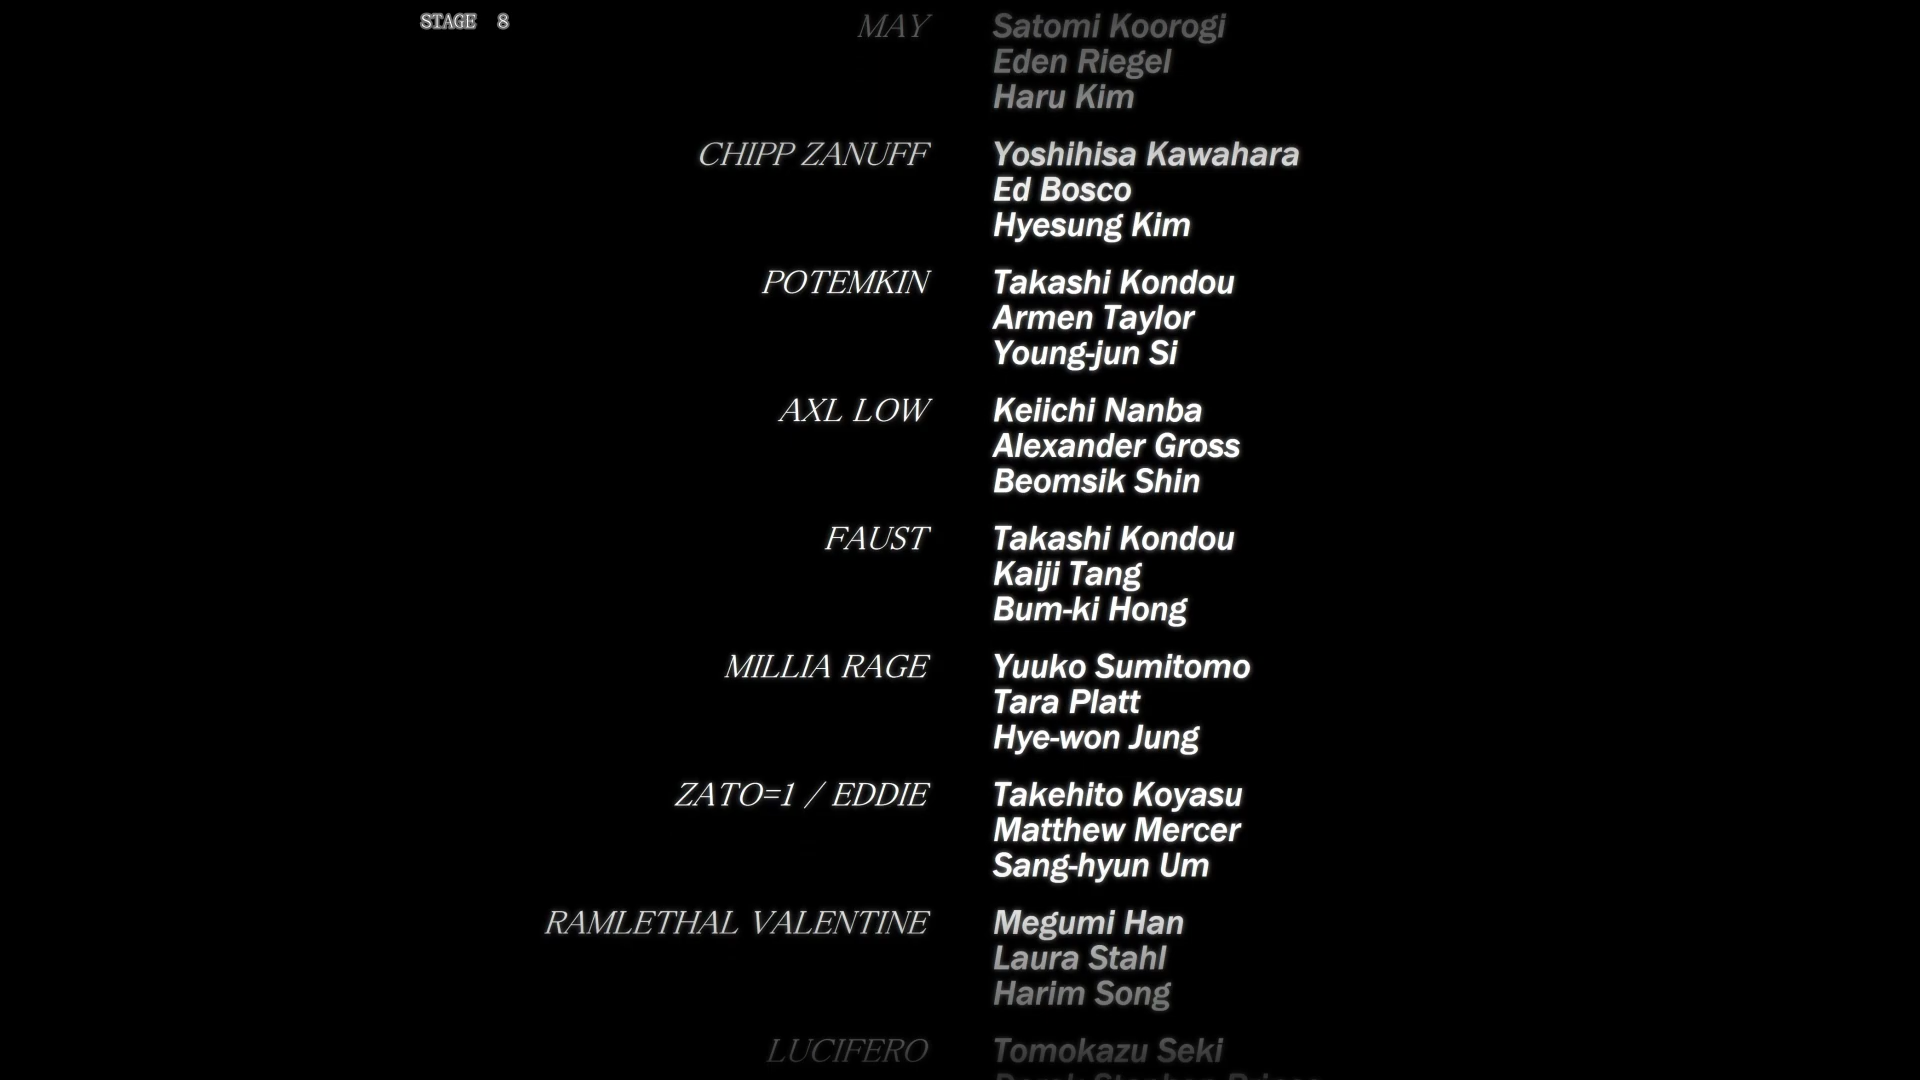 STAGE 8
MAY Satomi Koorogi
Eden Riegel
Haru Kim
CHIPP ZANUFF Yoshihisa Kawahara
Ed Bosco
Hyesung Kim
POTEMKIN Takashi Kondou
Armen Taylor
Young-jun Si
AXL LOW Keiichi Nanba
Alexander Gross
Beomsik Shin
FAUST Takashi Kondou
Kaiji Tang
Bum-ki Hong
MILLIA RAGE Yuuko Sumitomo
Tara Platt
Hye-won Jung
ZATO=1 / EDDIE Takehito Koyasu
Matthew Mercer
Sang-hyun Um
RAMLETHAL VALENTINE Megumi Han
Laura Stahl
Harim Song
LUCIFERO Tomokazu Seki